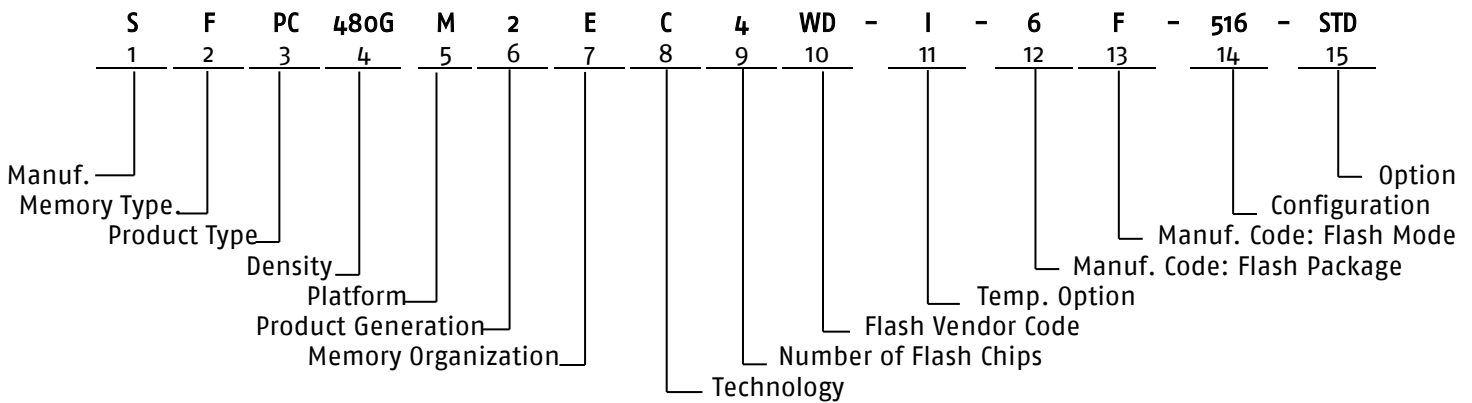 S F PC 480G M 2 E C 4 WD - I - 6 F - 516 - STD
1 2 3 4 5 6 7 8 9 10 11 12 13 14 15
Manuf. Option
Memory Type. Configuration
Product Type Manuf. Code: Flash Mode
Density Manuf. Code: Flash Package
Platform Temp. Option
Product Generation Flash Vendor Code
Memory Organization Number of Flash Chips
Technology